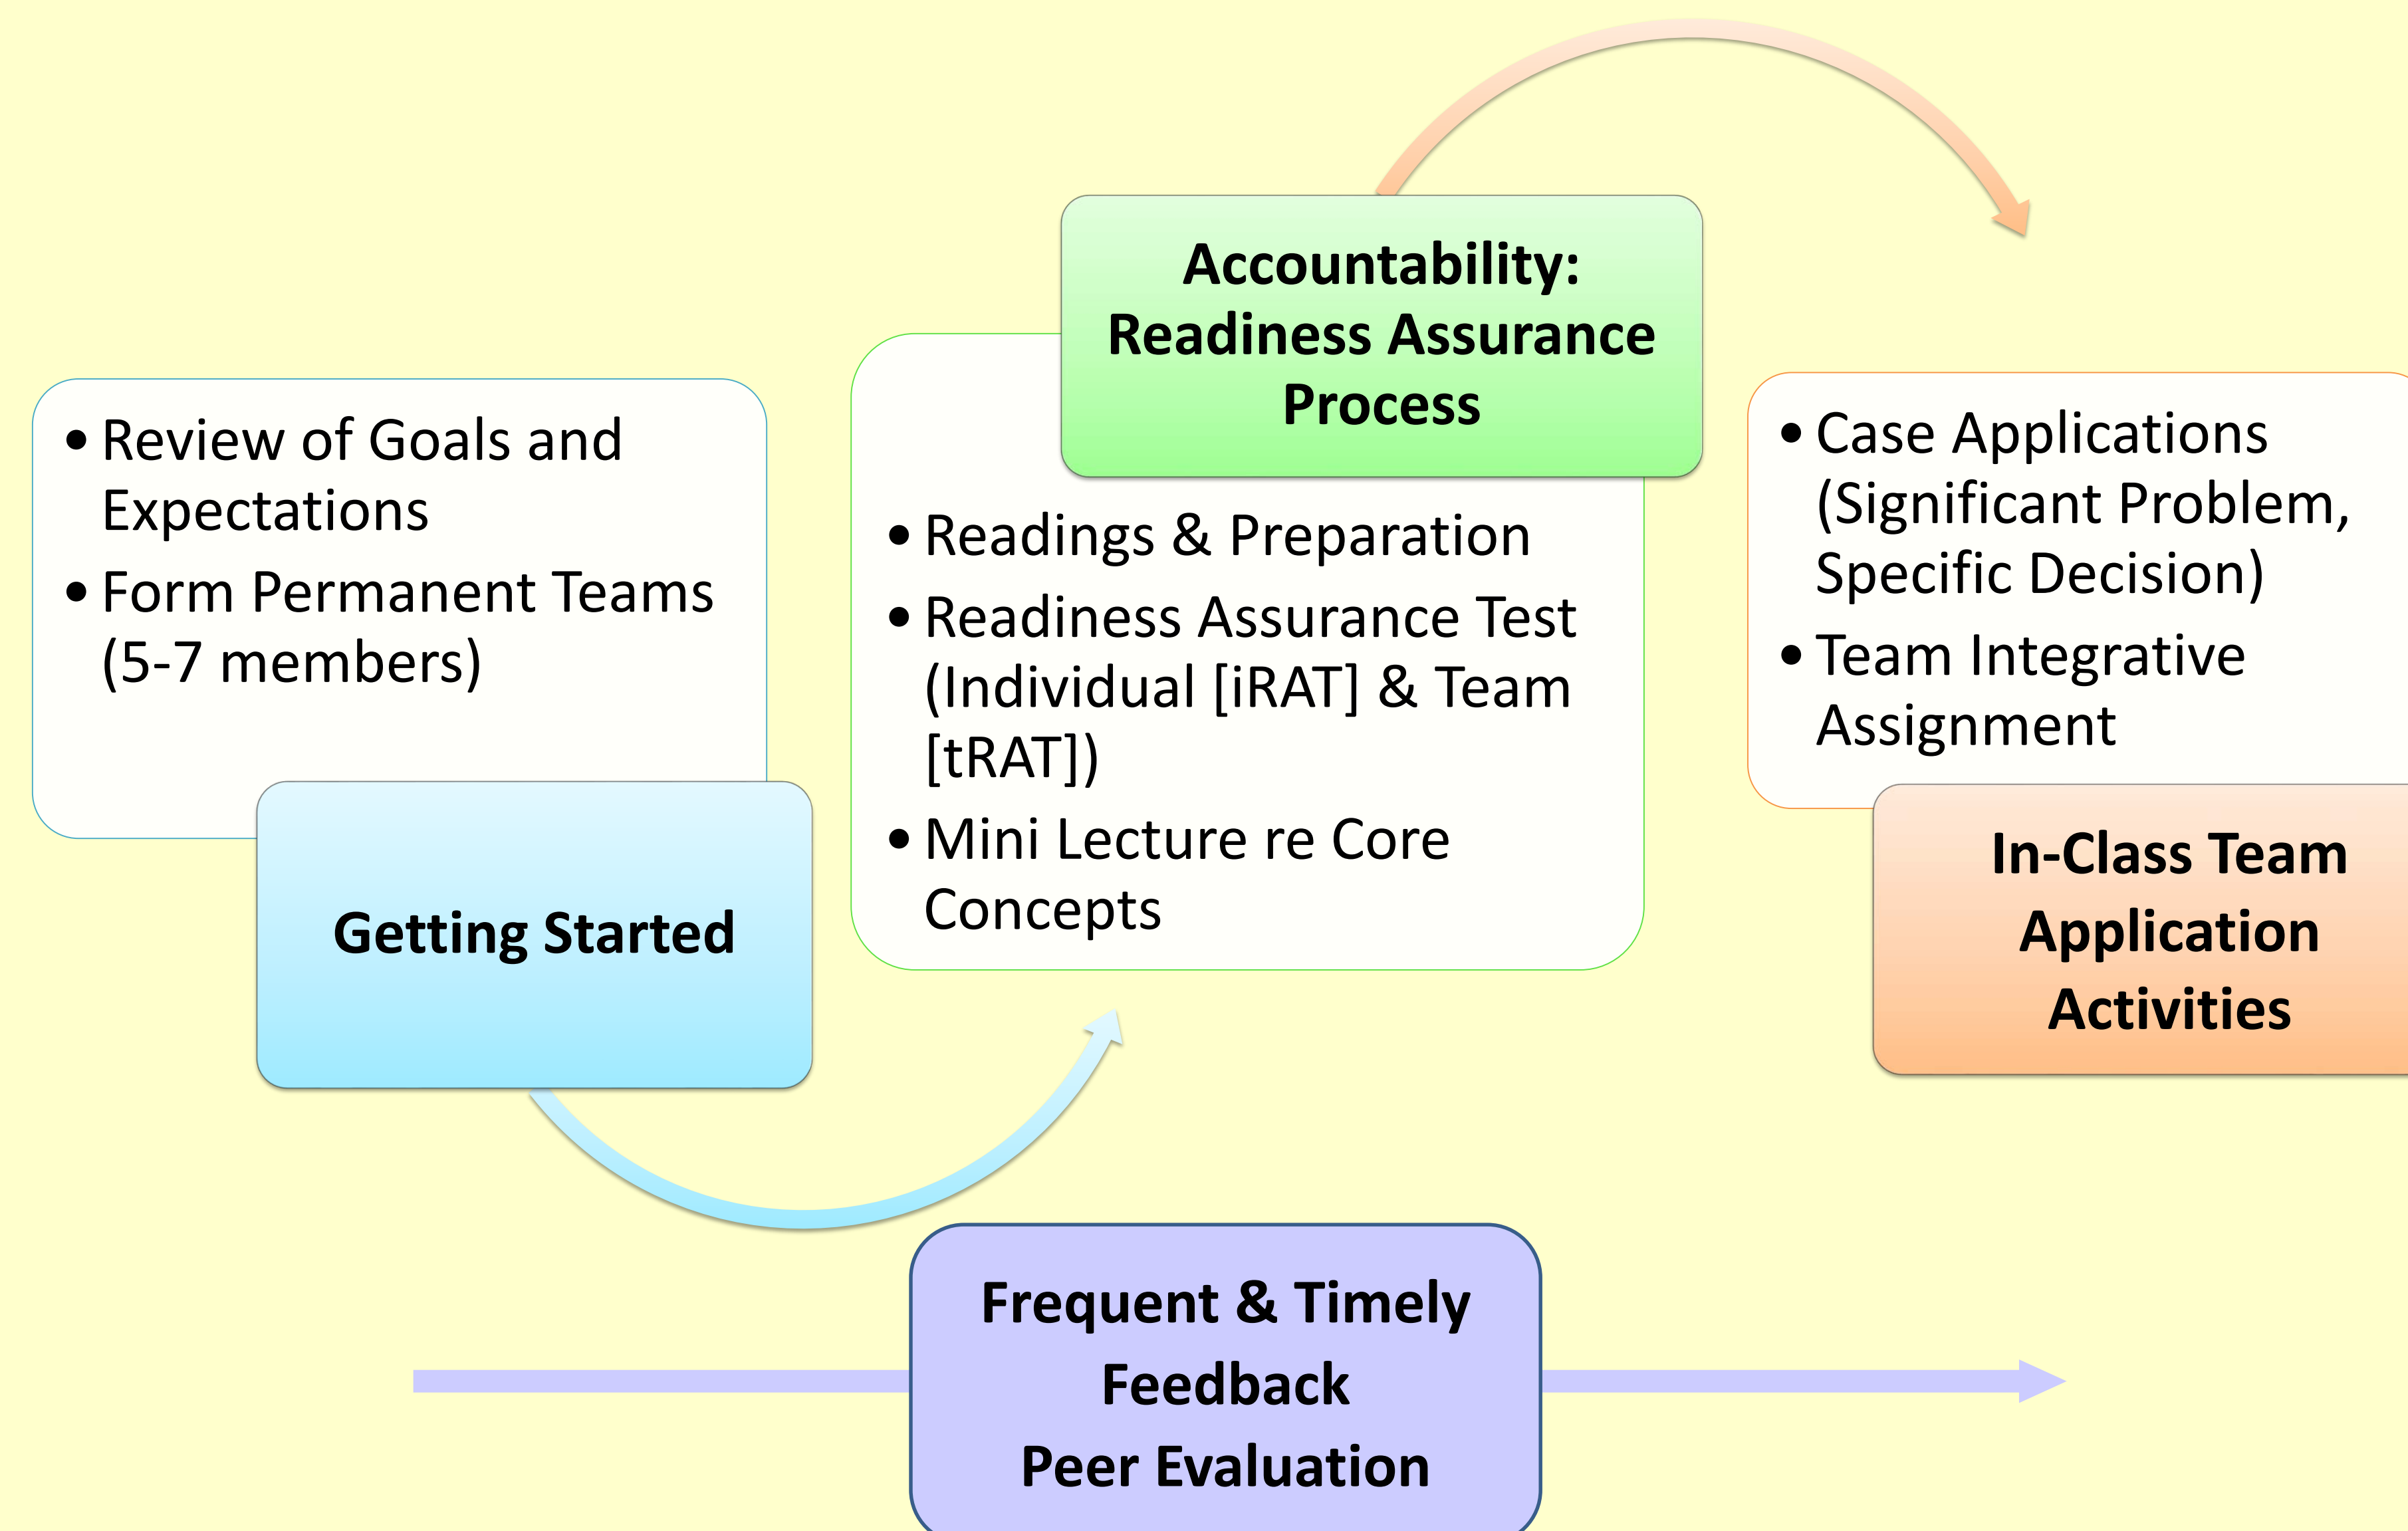 • Review of Goals and
Expectations
• Form Permanent Teams
(5-7 members)
Getting Started
Accountability:
Readiness Assurance
Process
• Readings & Preparation
• Readiness Assurance Test
(Individual [iRAT] & Team
[tRAT])
• Mini Lecture re Core
Concepts
• Case Applications
(Significant Problem,
Specific Decision)
• Team Integrative
Assignment
In-Class Team
Application
Activities
Frequent & Timely
Feedback
Peer Evaluation